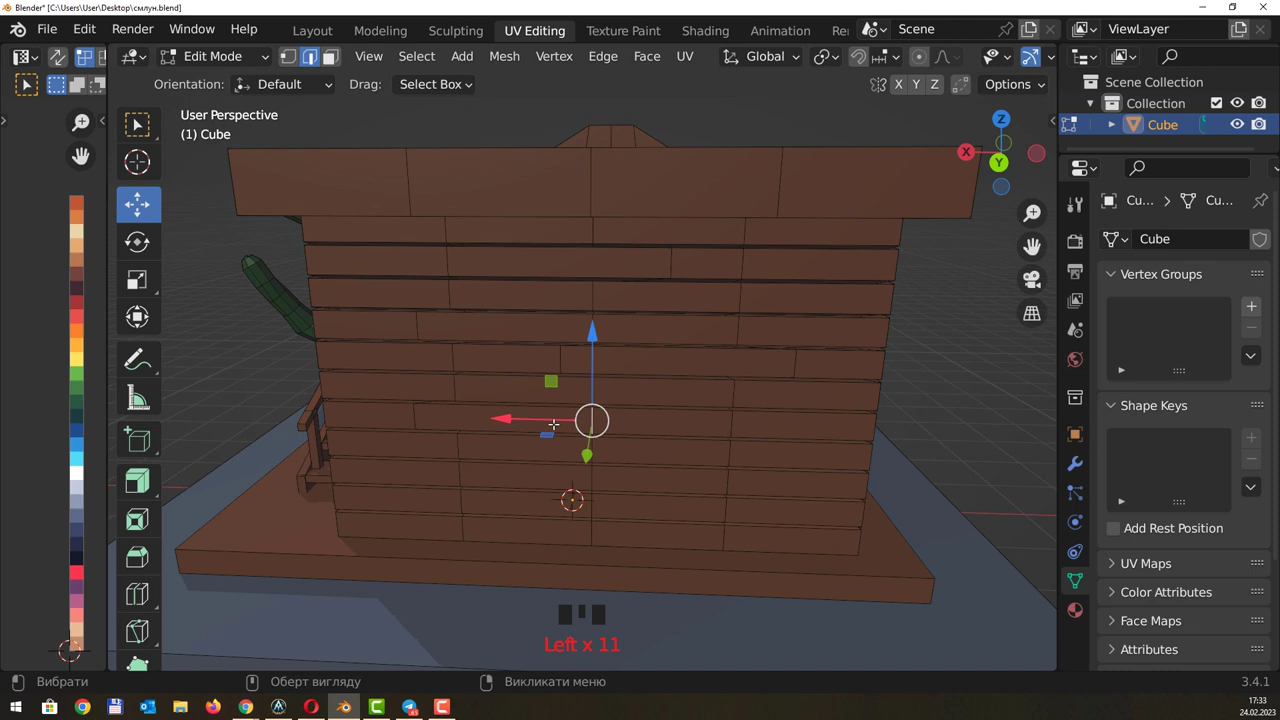 Blender* [C:\Users\User\Desktop\смлун.blend]
File Edit Render Window Help Layout Modeling Sculpting UV Editing Texture Paint Shading Animation Re Scene ViewLayer
Edit Mode View Select Add Mesh Vertex Edge Face UV Global
Orientation: Default Drag: Select Box X Y Z Options
Scene Collection
Collection
Cube
User Perspective
(1) Cube
Z
X
Y
Cu... Cu...
Cube
Vertex Groups
Shape Keys
Add Rest Position
UV Maps
Color Attributes
Face Maps
Attributes
Left x 11
Вибрати Оберт вигляду Викликати меню 3.4.1
17:33
24.02.2023